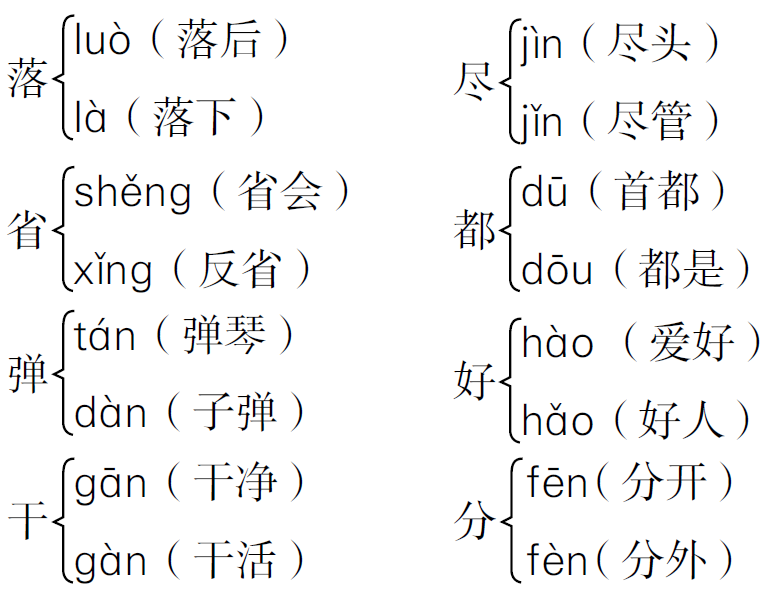 落 luò（落后）
là（落下）
尽 jìn（尽头）
jǐn（尽管）
省 shěng（省会）
xǐng（反省）
都 dū（首都）
dōu（都是）
弹 tán（弹琴）
dàn（子弹）
好 hào（爱好）
hǎo（好人）
干 gān（干净）
gàn（干活）
分 fēn（分开）
fèn（分外）